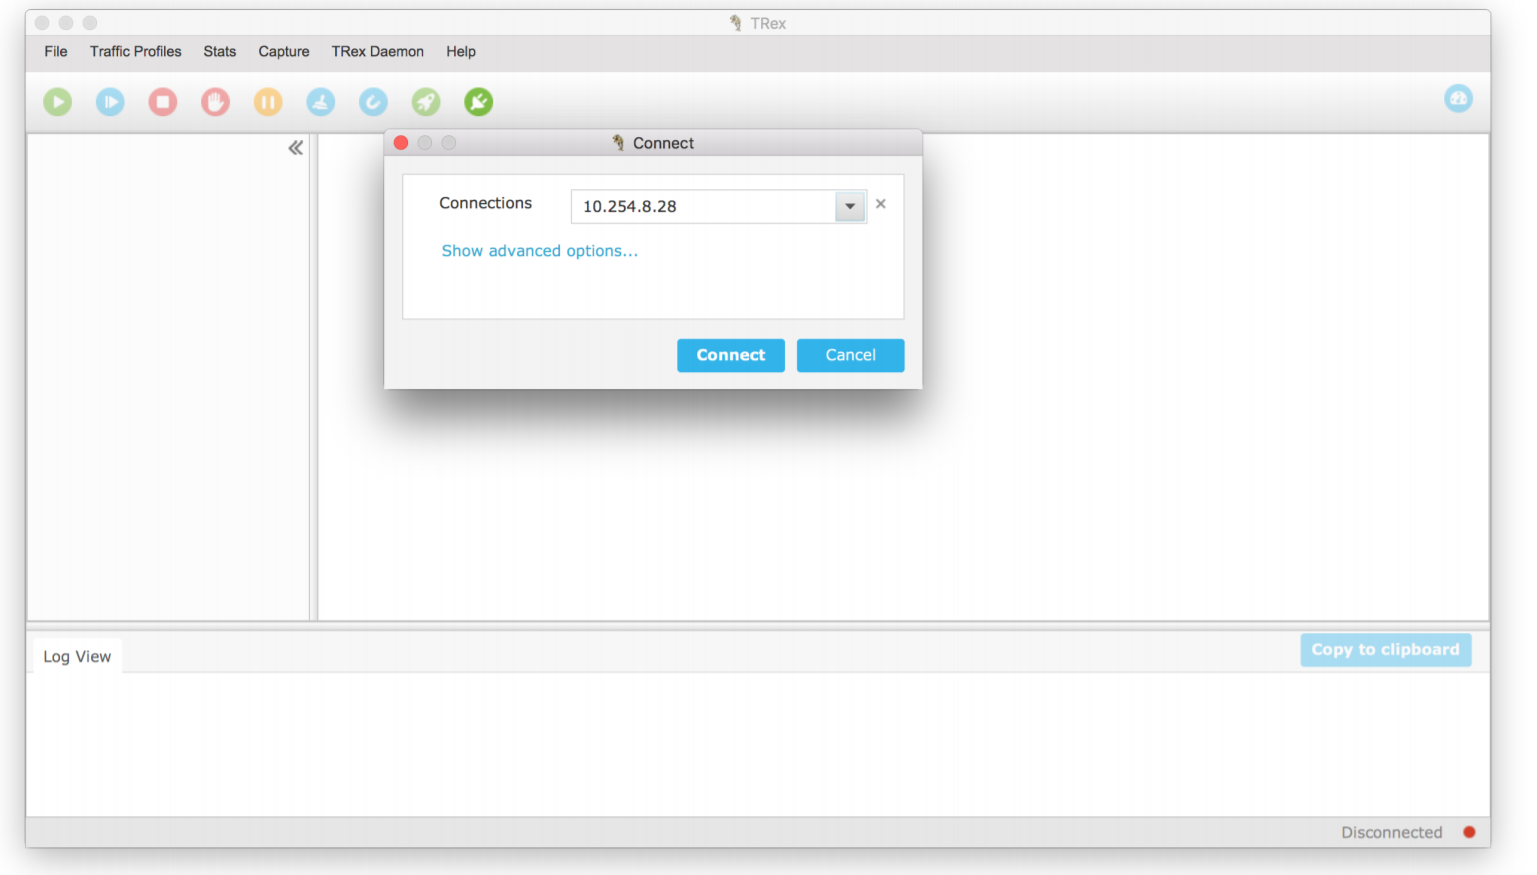 TRex
File Traffic Profiles Stats Capture TRex Daemon Help
Connect
Connections 10.254.8.28
Show advanced options...
Connect Cancel
Log View Copy to clipboard
Disconnected